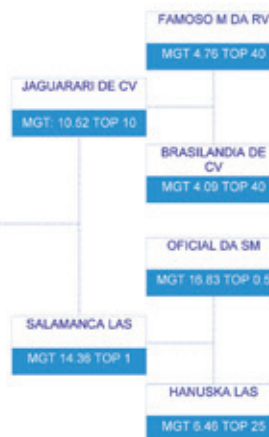 FAMOSO M DA RV
MGT 4.76 TOP 40
JAGUARARI DE CV
MGT: 10.52 TOP 10
BRASILANDIA DE
CV
MGT 4.09 TOP 40
OFICIAL DA SM
MGT 16.83 TOP 0.5
SALAMANCA LAS
MGT 14.36 TOP 1
HANUSKA LAS
MGT 6.46 TOP 25